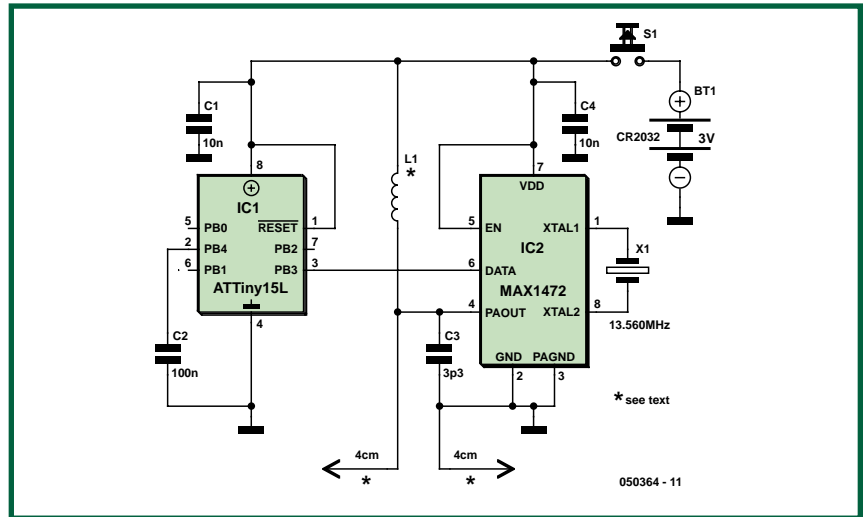 S1
BT1
CR2032
3V
C1
10n
C4
10n
L1
*
8
IC1
RESET
1
5
PB0
2
PB4
PB2
7
6
PB1
PB3
3
ATTiny15L
4
C2
100n
7
VDD
5
EN
XTAL1
1
IC2
6
DATA
MAX1472
4
PAOUT
XTAL2
8
GND
PAGND
2
3
X1
13.560MHz
C3
3p3
* see text
4cm
*
4cm
*
050364 - 11